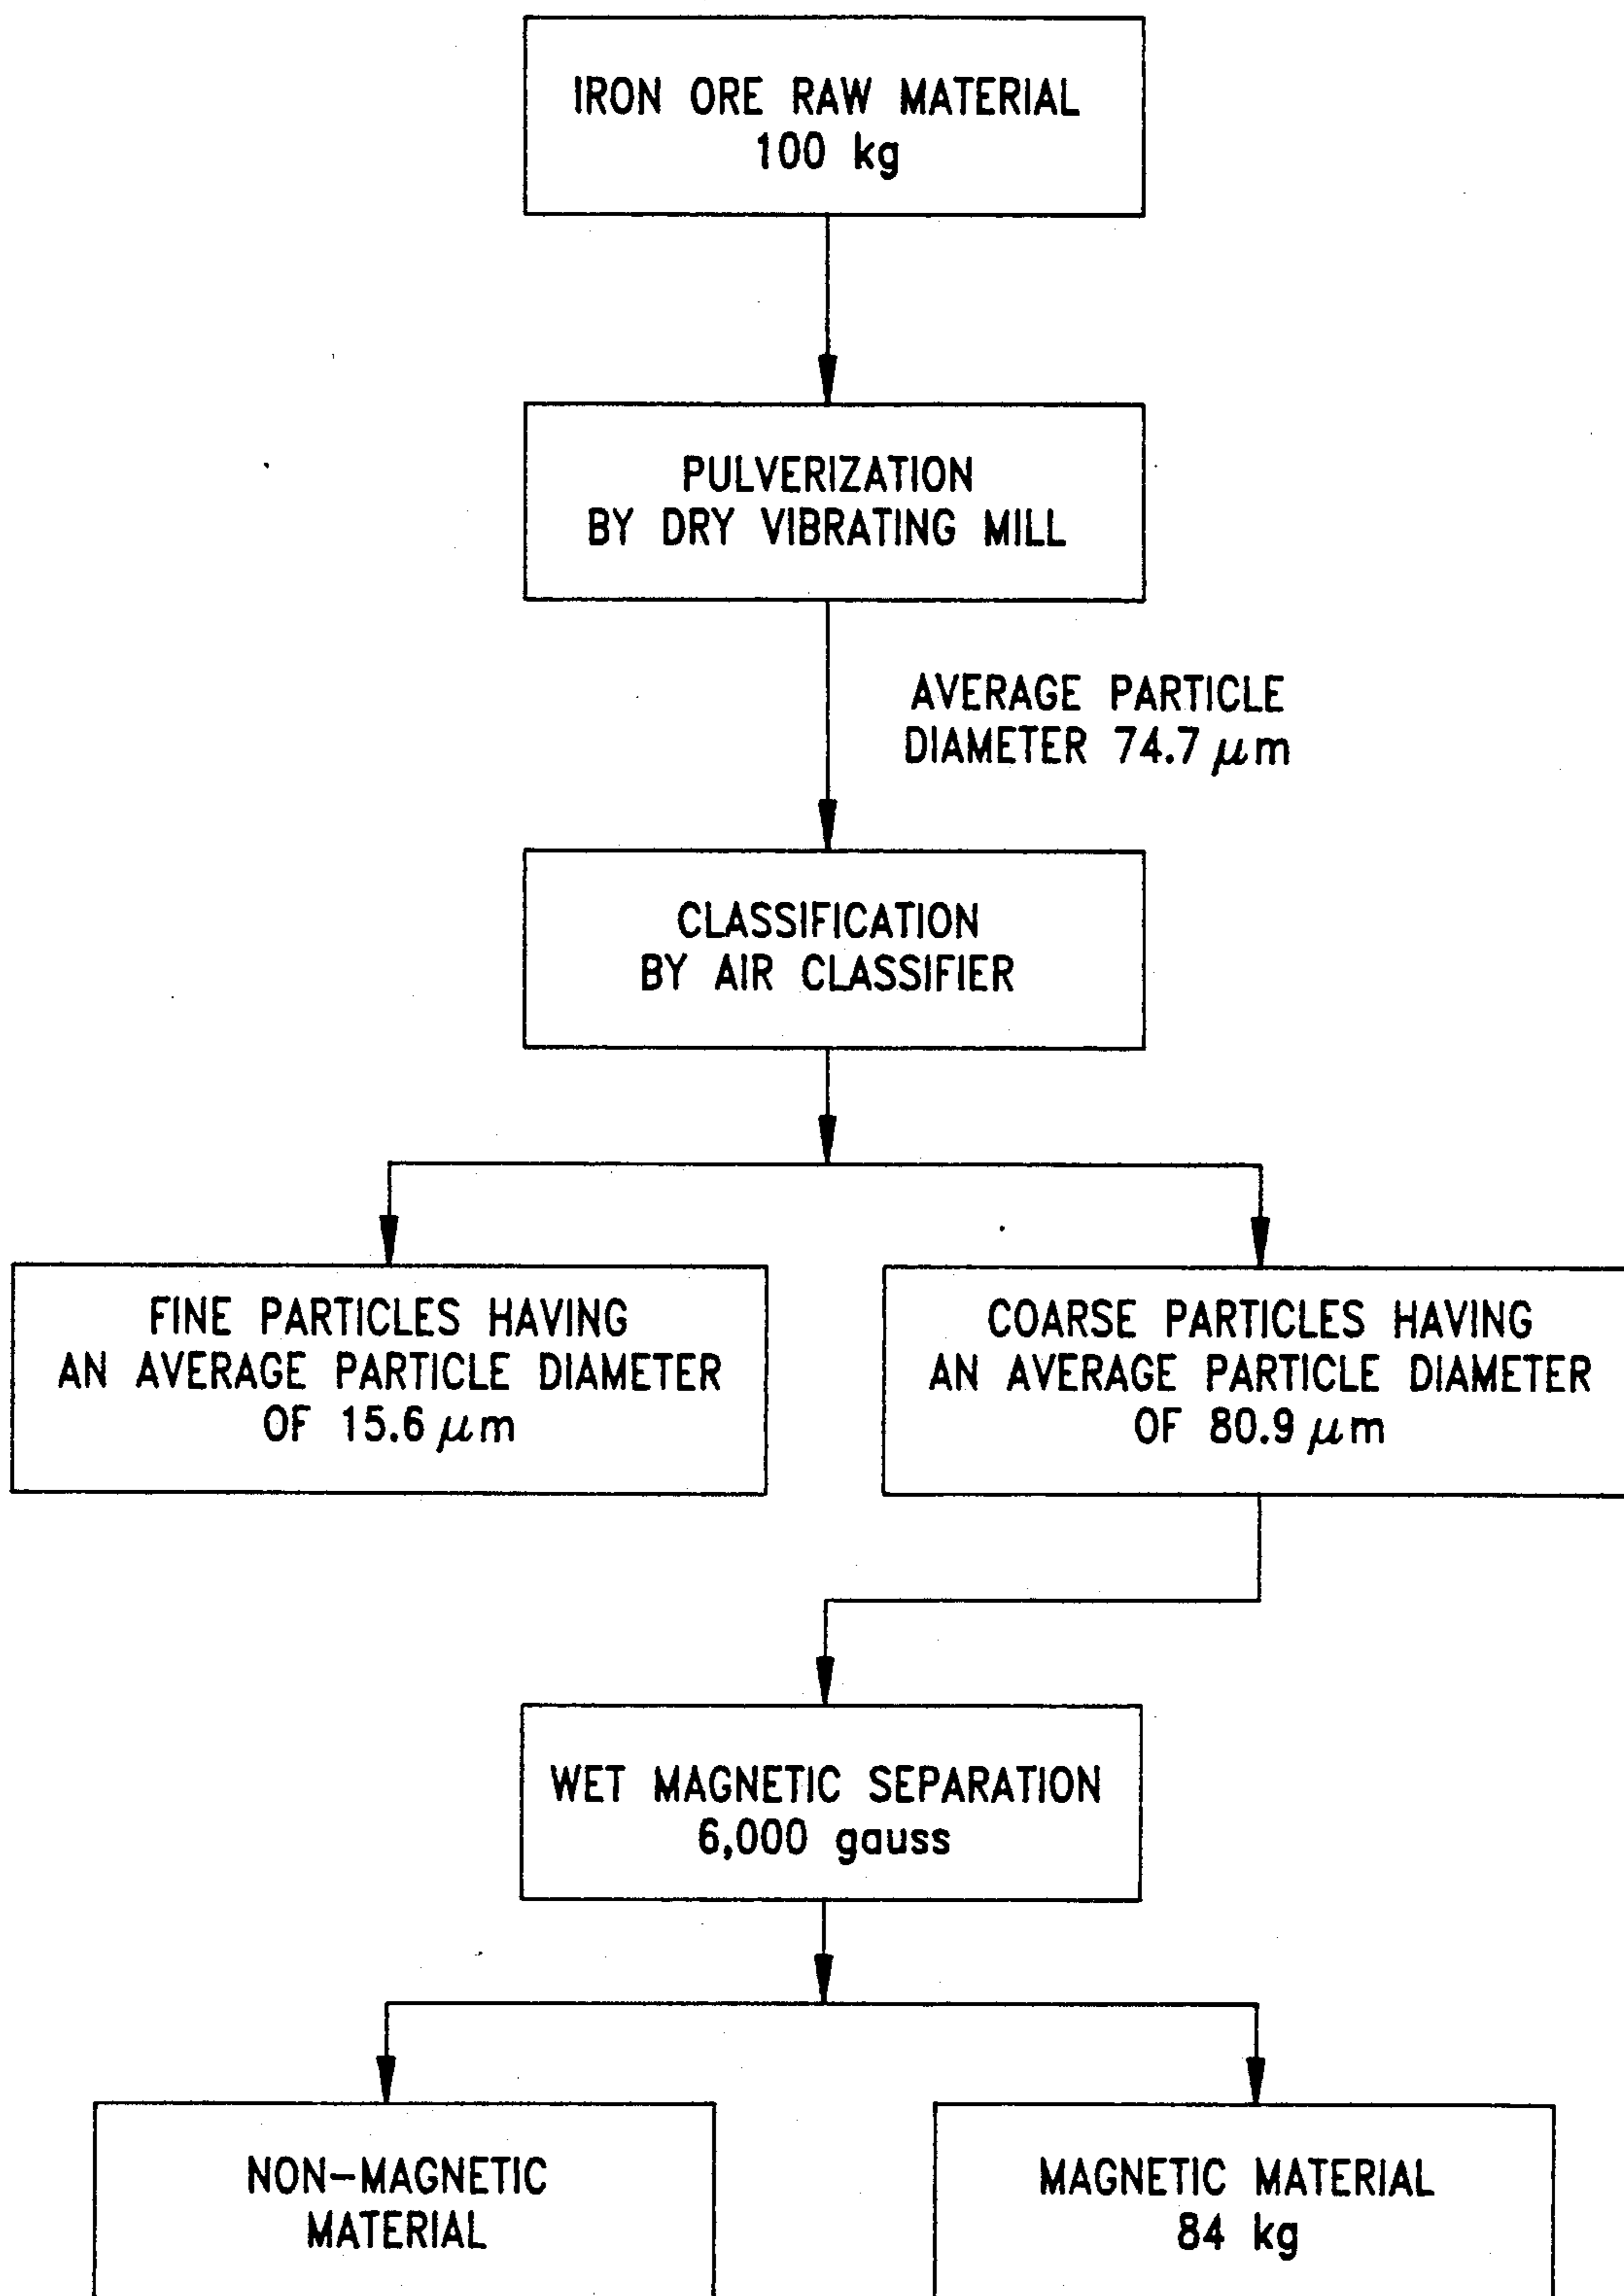 IRON ORE RAW MATERIAL
100 kg
PULVERIZATION
BY DRY VIBRATING MILL
AVERAGE PARTICLE
DIAMETER 74.7 μm
CLASSIFICATION
BY AIR CLASSIFIER
FINE PARTICLES HAVING
AN AVERAGE PARTICLE DIAMETER
OF 15.6 μm
COARSE PARTICLES HAVING
AN AVERAGE PARTICLE DIAMETER
OF 80.9 μm
WET MAGNETIC SEPARATION
6,000 gauss
NON-MAGNETIC
MATERIAL
MAGNETIC MATERIAL
84 kg